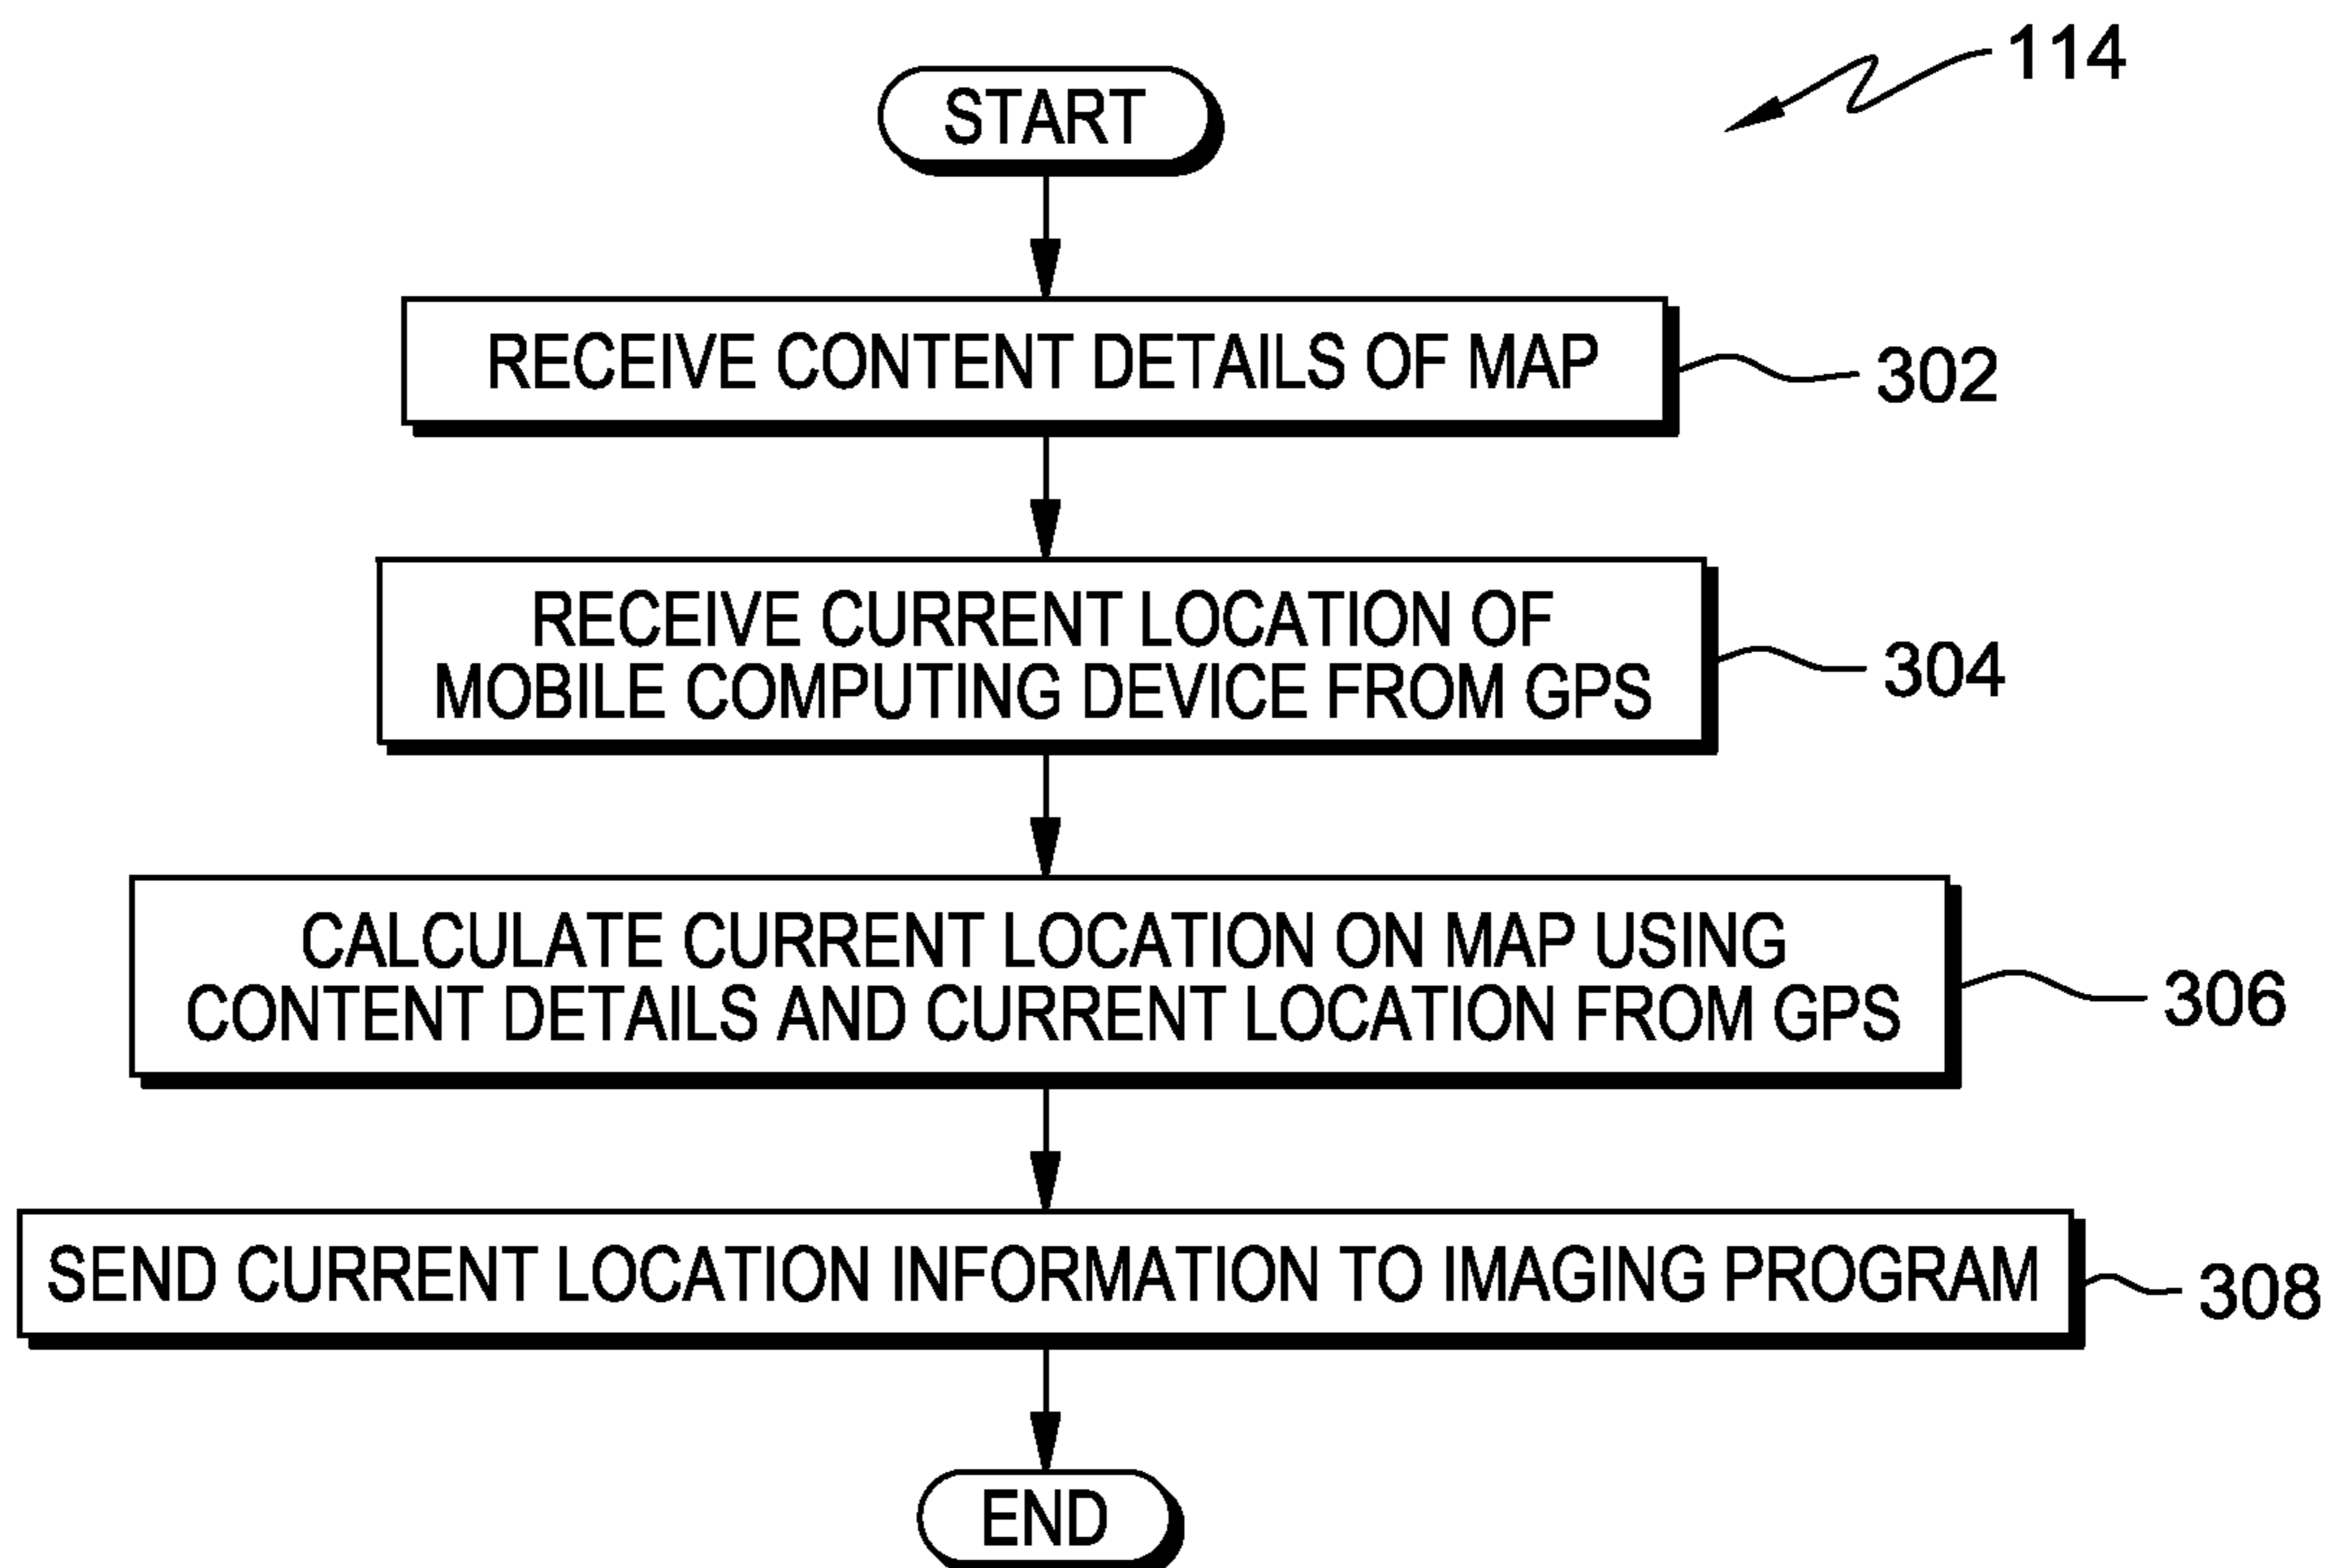 114
START
RECEIVE CONTENT DETAILS OF MAP
302
RECEIVE CURRENT LOCATION OF
MOBILE COMPUTING DEVICE FROM GPS
304
CALCULATE CURRENT LOCATION ON MAP USING
CONTENT DETAILS AND CURRENT LOCATION FROM GPS
306
SEND CURRENT LOCATION INFORMATION TO IMAGING PROGRAM
308
END